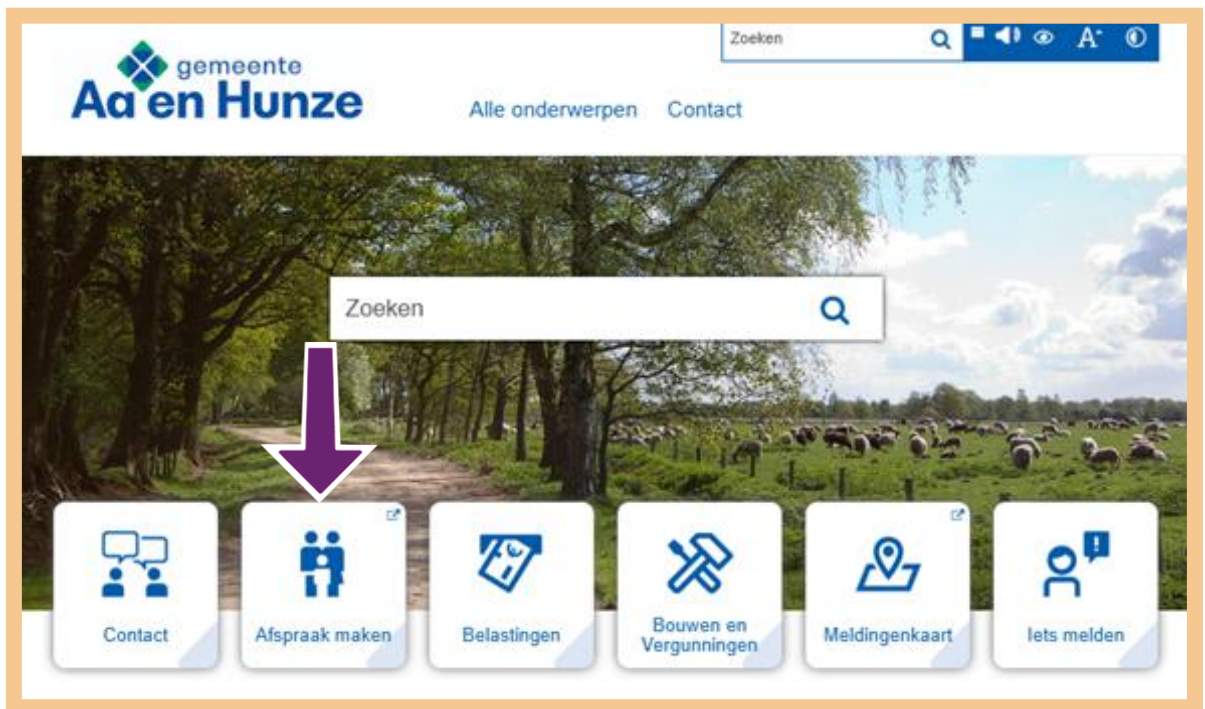 Zoeken
A+
gemeente
Aa en Hunze
Alle onderwerpen
Contact
Zoeken
Contact
Afspraak maken
Belastingen
Bouwen en
Vergunningen
Meldingenkaart
Iets melden